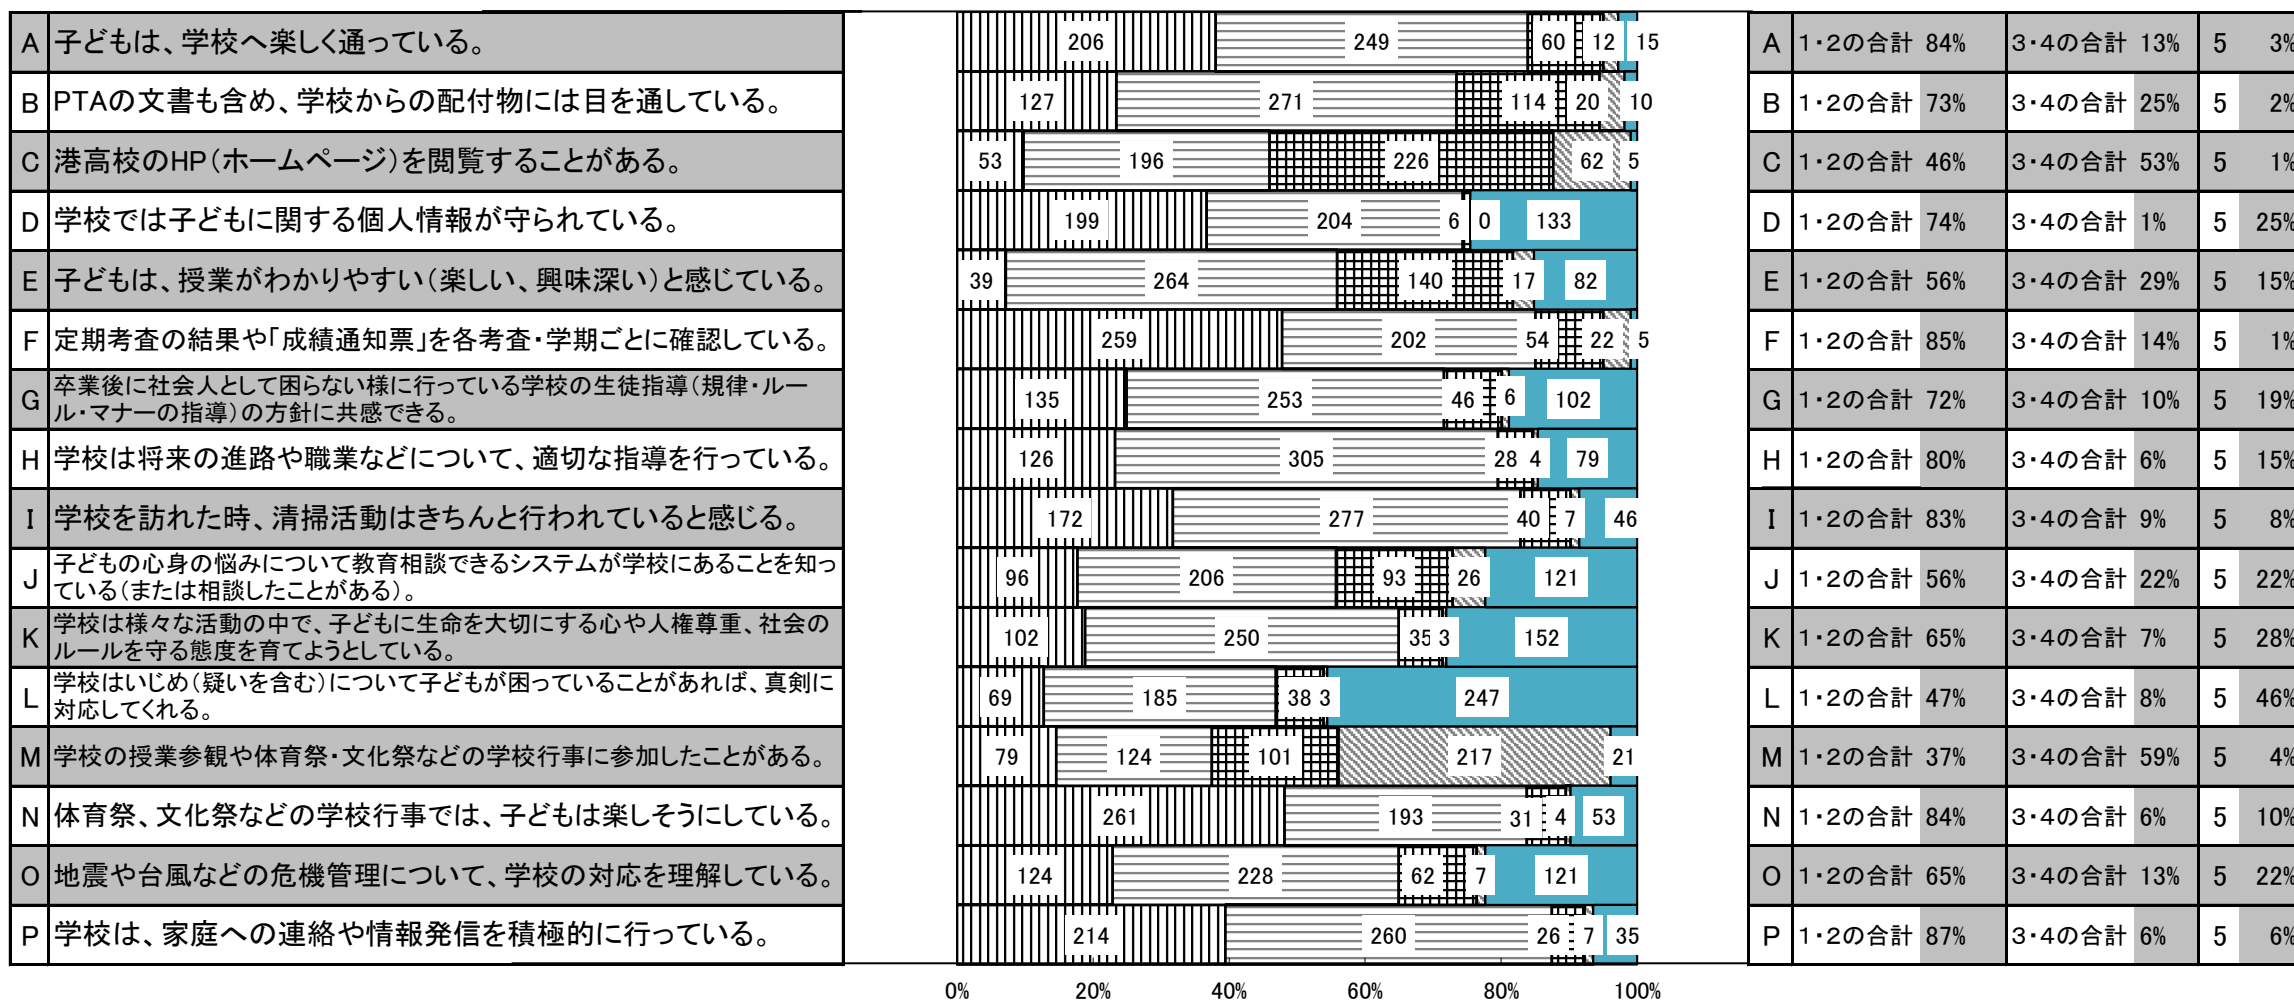 A 子どもは、学校へ楽しく通っている。 206 249 60 12 15 A 1・2の合計 84% 3・4の合計 13% 5 3%
B PTAの文書も含め、学校からの配付物には目を通している。 127 271 114 20 10 B 1・2の合計 73% 3・4の合計 25% 5 2%
C 港高校のHP(ホームページ)を閲覧することがある。 53 196 226 62 5 C 1・2の合計 46% 3・4の合計 53% 5 1%
D 学校では子どもに関する個人情報が守られている。 199 204 6 0 133 D 1・2の合計 74% 3・4の合計 1% 5 25%
E 子どもは、授業がわかりやすい(楽しい、興味深い)と感じている。 39 264 140 17 82 E 1・2の合計 56% 3・4の合計 29% 5 15%
F 定期考査の結果や「成績通知票」を各考査・学期ごとに確認している。 259 202 54 22 5 F 1・2の合計 85% 3・4の合計 14% 5 1%
G 卒業後に社会人として困らない様に行っている学校の生徒指導(規律・ルー
ル・マナーの指導)の方針に共感できる。 135 253 46 6 102 G 1・2の合計 72% 3・4の合計 10% 5 19%
H 学校は将来の進路や職業などについて、適切な指導を行っている。 126 305 28 4 79 H 1・2の合計 80% 3・4の合計 6% 5 15%
I 学校を訪れた時、清掃活動はきちんと行われていると感じる。 172 277 40 7 46 I 1・2の合計 83% 3・4の合計 9% 5 8%
J 子どもの心身の悩みについて教育相談できるシステムが学校にあることを知っ
ている(または相談したことがある)。 96 206 93 26 121 J 1・2の合計 56% 3・4の合計 22% 5 22%
K 学校は様々な活動の中で、子どもに生命を大切にする心や人権尊重、社会の
ルールを守る態度を育てようとしている。 102 250 35 3 152 K 1・2の合計 65% 3・4の合計 7% 5 28%
L 学校はいじめ(疑いを含む)について子どもが困っていることがあれば、真剣に
対応してくれる。 69 185 38 3 247 L 1・2の合計 47% 3・4の合計 8% 5 46%
M 学校の授業参観や体育祭・文化祭などの学校行事に参加したことがある。 79 124 101 217 21 M 1・2の合計 37% 3・4の合計 59% 5 4%
N 体育祭、文化祭などの学校行事では、子どもは楽しそうにしている。 261 193 31 4 53 N 1・2の合計 84% 3・4の合計 6% 5 10%
O 地震や台風などの危機管理について、学校の対応を理解している。 124 228 62 7 121 O 1・2の合計 65% 3・4の合計 13% 5 22%
P 学校は、家庭への連絡や情報発信を積極的に行っている。 214 260 26 7 35 P 1・2の合計 87% 3・4の合計 6% 5 6%
0% 20% 40% 60% 80% 100%